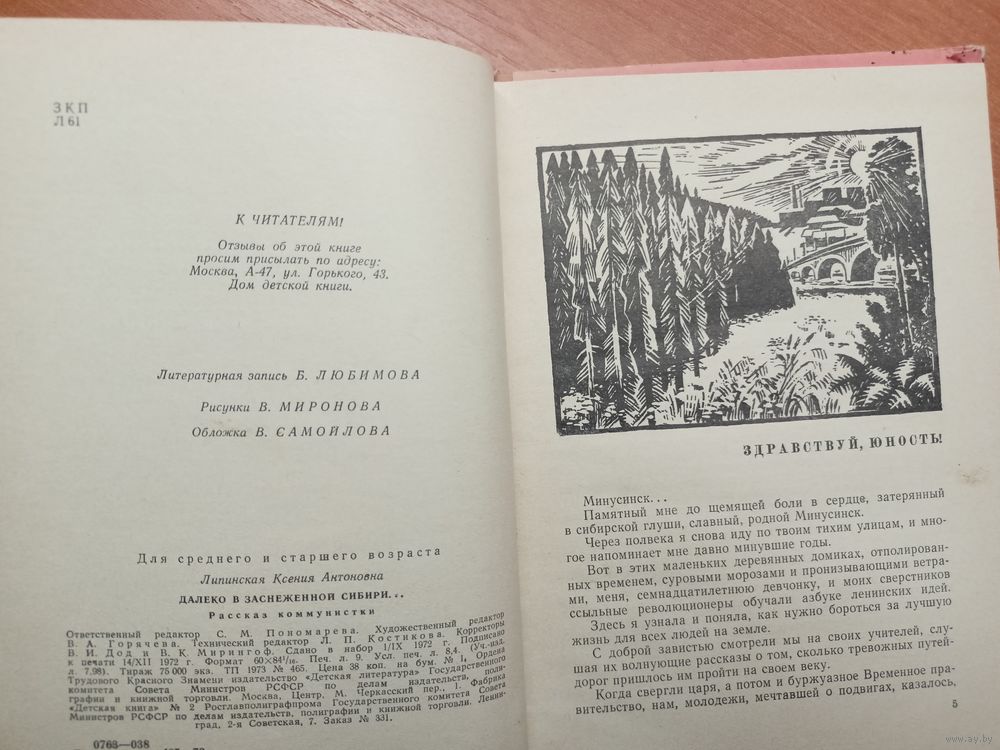 ЗКП
Л 61
К ЧИТАТЕЛЯМ!
Отзывы об этой книге
просим присылать по адресу:
Москва, А-47, ул. Горького, 43.
Дом детской книги.
Литературная запись Б. ЛЮБИМОВА
Рисунки В. МИРОНОВА
Обложка В. САМОЙЛОВА
Для среднего и старшего возраста
Липинская Ксения Антоновна
ДАЛЕКО В ЗАСНЕЖЕННОЙ СИБИРИ...
Рассказ коммунистки
Ответственный редактор С. М. Пономарева. Художественный редактор
В. А. Горячева. Технический редактор Л. П. Костикова. Корректоры
В. И. Дод и В. К. Мирингоф. Сдано в набор 1/IX 1972 г. Подписано
к печати 14/XII 1972 г. Формат 60×84¹/₁₆. Печ. л. 9. Усл. печ. л. 8,4. (Уч.-изд.
л. 7,98). Тираж 75 000 экз. ТП 1973 № 465. Цена 38 коп. на бум. № 1, Ордена
Трудового Красного Знамени издательство «Детская литература» Государственного
комитета Совета Министров РСФСР по делам издательств, поли-
графии и книжной торговли. Москва, Центр, М. Черкасский пер., 1. Фабрика
«Детская книга» № 2 Росглавполиграфпрома Государственного комитета Совета
Министров РСФСР по делам издательств, полиграфии и книжной торговли. Ленин-
град, 2-я Советская, 7. Заказ № 331.
0763—038
ЗДРАВСТВУЙ, ЮНОСТЬ!
Минусинск...
Памятный мне до щемящей боли в сердце, затерянный
в сибирской глуши, славный, родной Минусинск.
Через полвека я снова иду по твоим тихим улицам, и мно-
гое напоминает мне давно минувшие годы.
Вот в этих маленьких деревянных домиках, отполирован-
ных временем, суровыми морозами и пронизывающими ветра-
ми, меня, семнадцатилетнюю девчонку, и моих сверстников
ссыльные революционеры обучали азбуке ленинских идей.
Здесь я узнала и поняла, как нужно бороться за лучшую
жизнь для всех людей на земле.
С доброй завистью смотрели мы на своих учителей, слу-
шая их волнующие рассказы о том, сколько тревожных путей-
дорог пришлось им пройти на своем веку.
Когда свергли царя, а потом и буржуазное Временное пра-
вительство, нам, молодежи, мечтавшей о подвигах, казалось,
5
www.ay.by